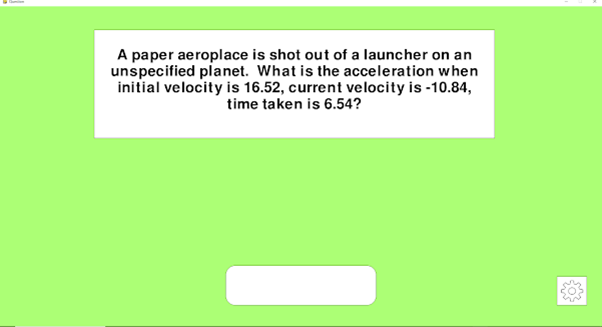 Question
A paper aeroplace is shot out of a launcher on an
unspecified planet.  What is the acceleration when
initial velocity is 16.52, current velocity is -10.84,
time taken is 6.54?